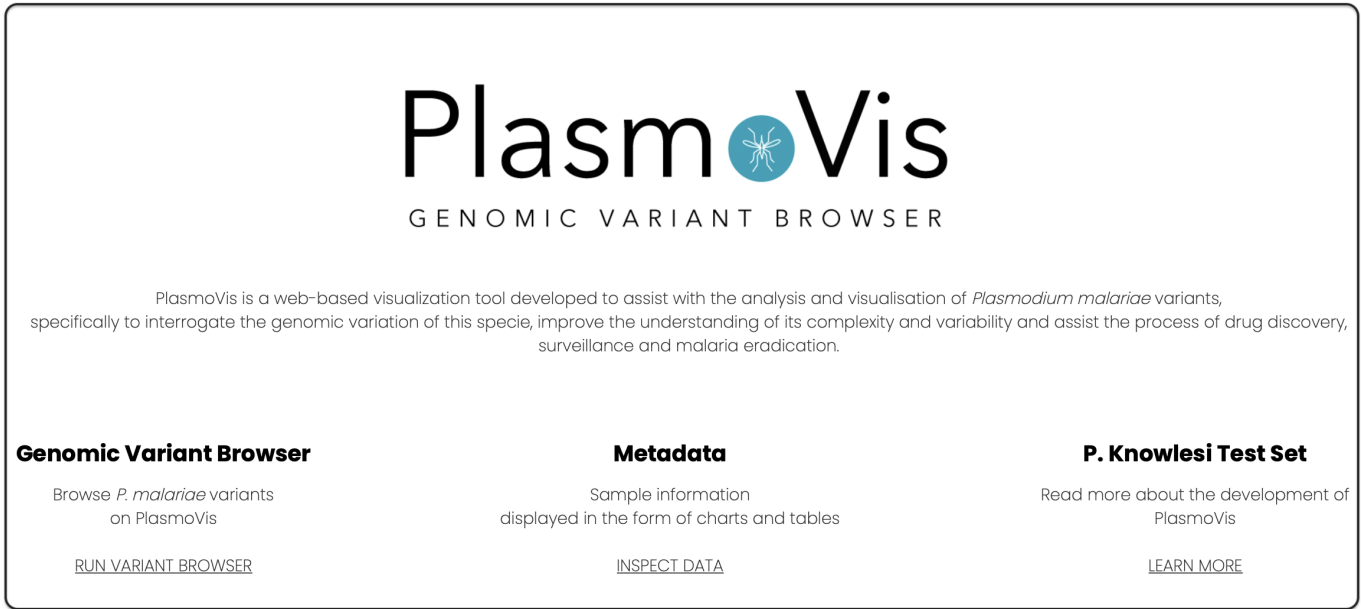 PlasmoVis
GENOMIC VARIANT BROWSER
PlasmoVis is a web-based visualization tool developed to assist with the analysis and visualisation of Plasmodium malariae variants,
specifically to interrogate the genomic variation of this specie, improve the understanding of its complexity and variability and assist the process of drug discovery,
surveillance and malaria eradication.
Genomic Variant Browser
Browse P. malariae variants
on PlasmoVis
RUN VARIANT BROWSER
Metadata
Sample information
displayed in the form of charts and tables
INSPECT DATA
P. Knowlesi Test Set
Read more about the development of
PlasmoVis
LEARN MORE